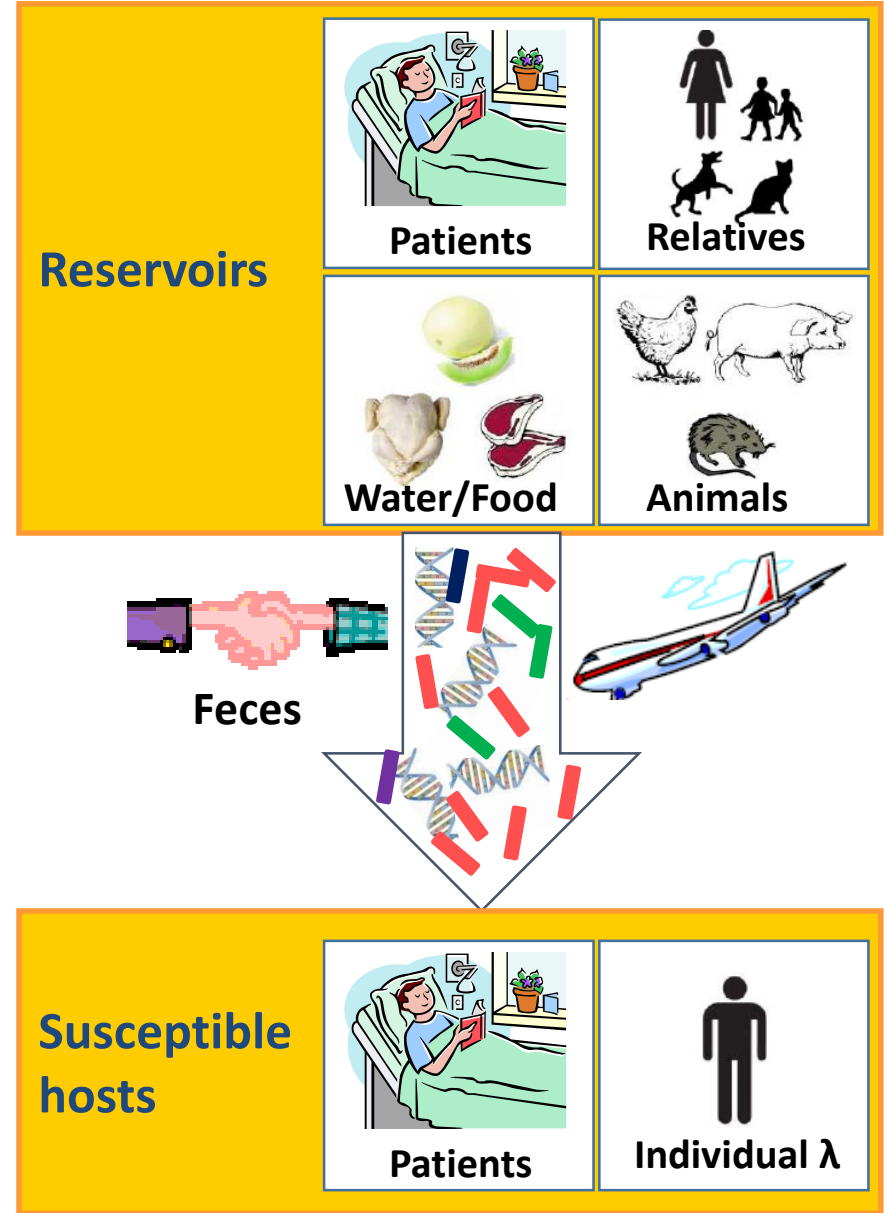 Patients
Relatives
Reservoirs
Water/Food
Animals
Feces
Susceptible
hosts
Patients
Individual λ